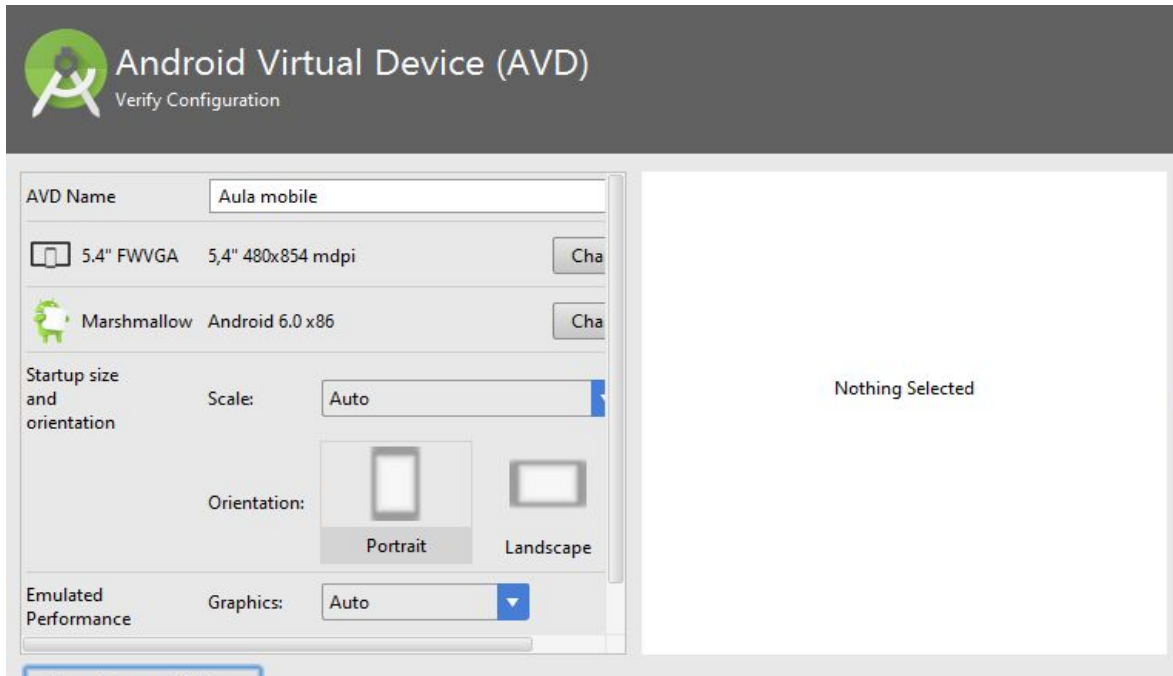 Android Virtual Device (AVD)
Verify Configuration
AVD Name Aula mobile
5.4" FWVGA 5,4" 480x854 mdpi Cha
Marshmallow Android 6.0 x86 Cha
Startup size
and Scale: Auto
orientation
Nothing Selected
Orientation:
Portrait Landscape
Emulated
Performance Graphics: Auto